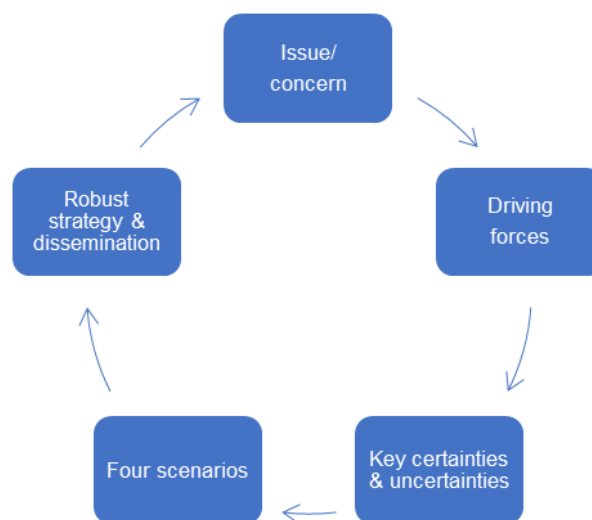 Issue/
concern
Driving
forces
Key certainties
& uncertainties
Four scenarios
Robust
strategy &
dissemination